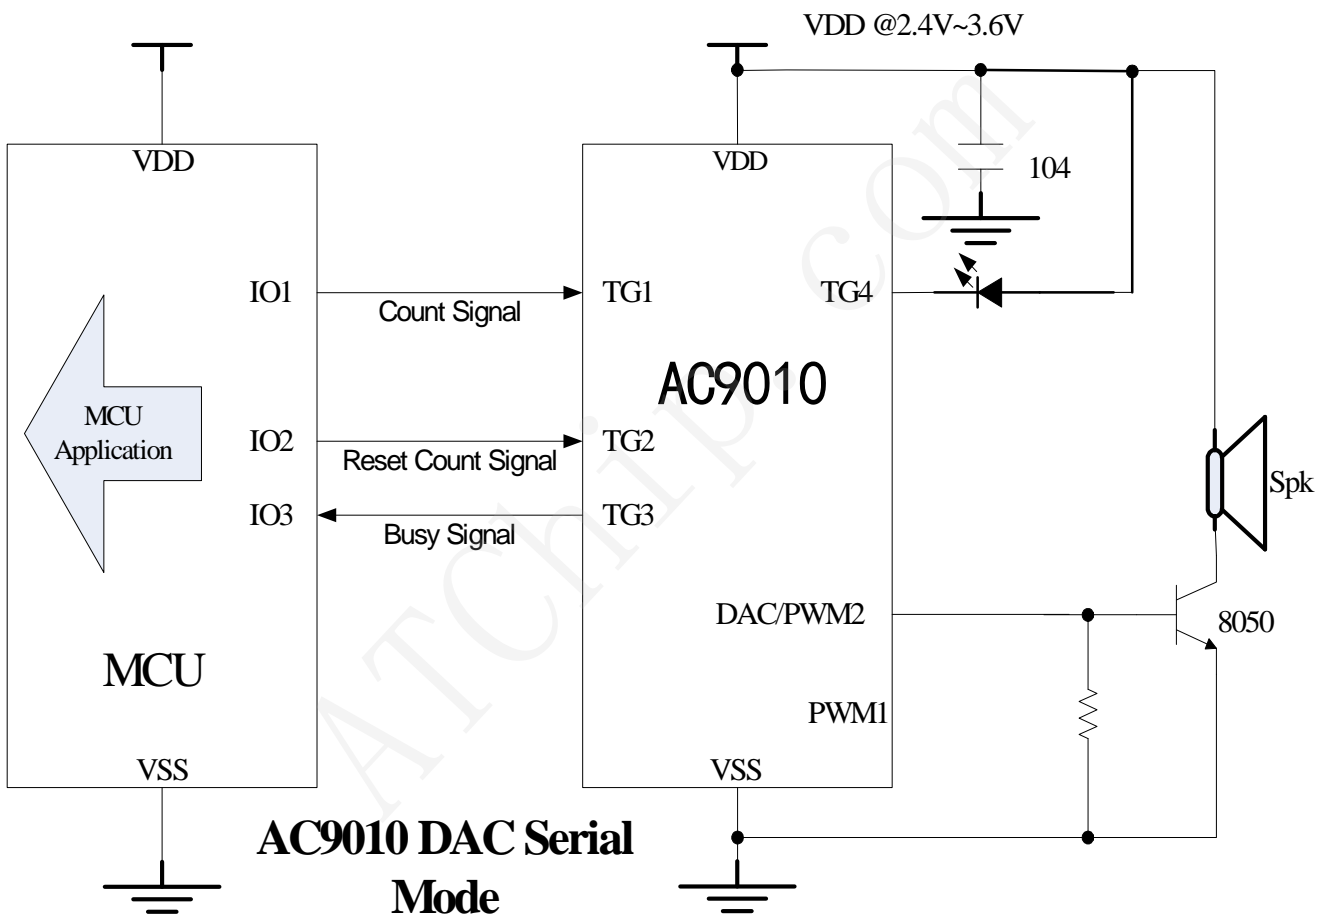 VDD @2.4V~3.6V
VDD
VDD
104
IO1
Count Signal
TG1
TG4
AC9010
MCU
Application
IO2
Reset Count Signal
TG2
IO3
Busy Signal
TG3
Spk
DAC/PWM2
8050
MCU
PWM1
VSS
VSS
AC9010 DAC Serial
Mode
ATChip.com